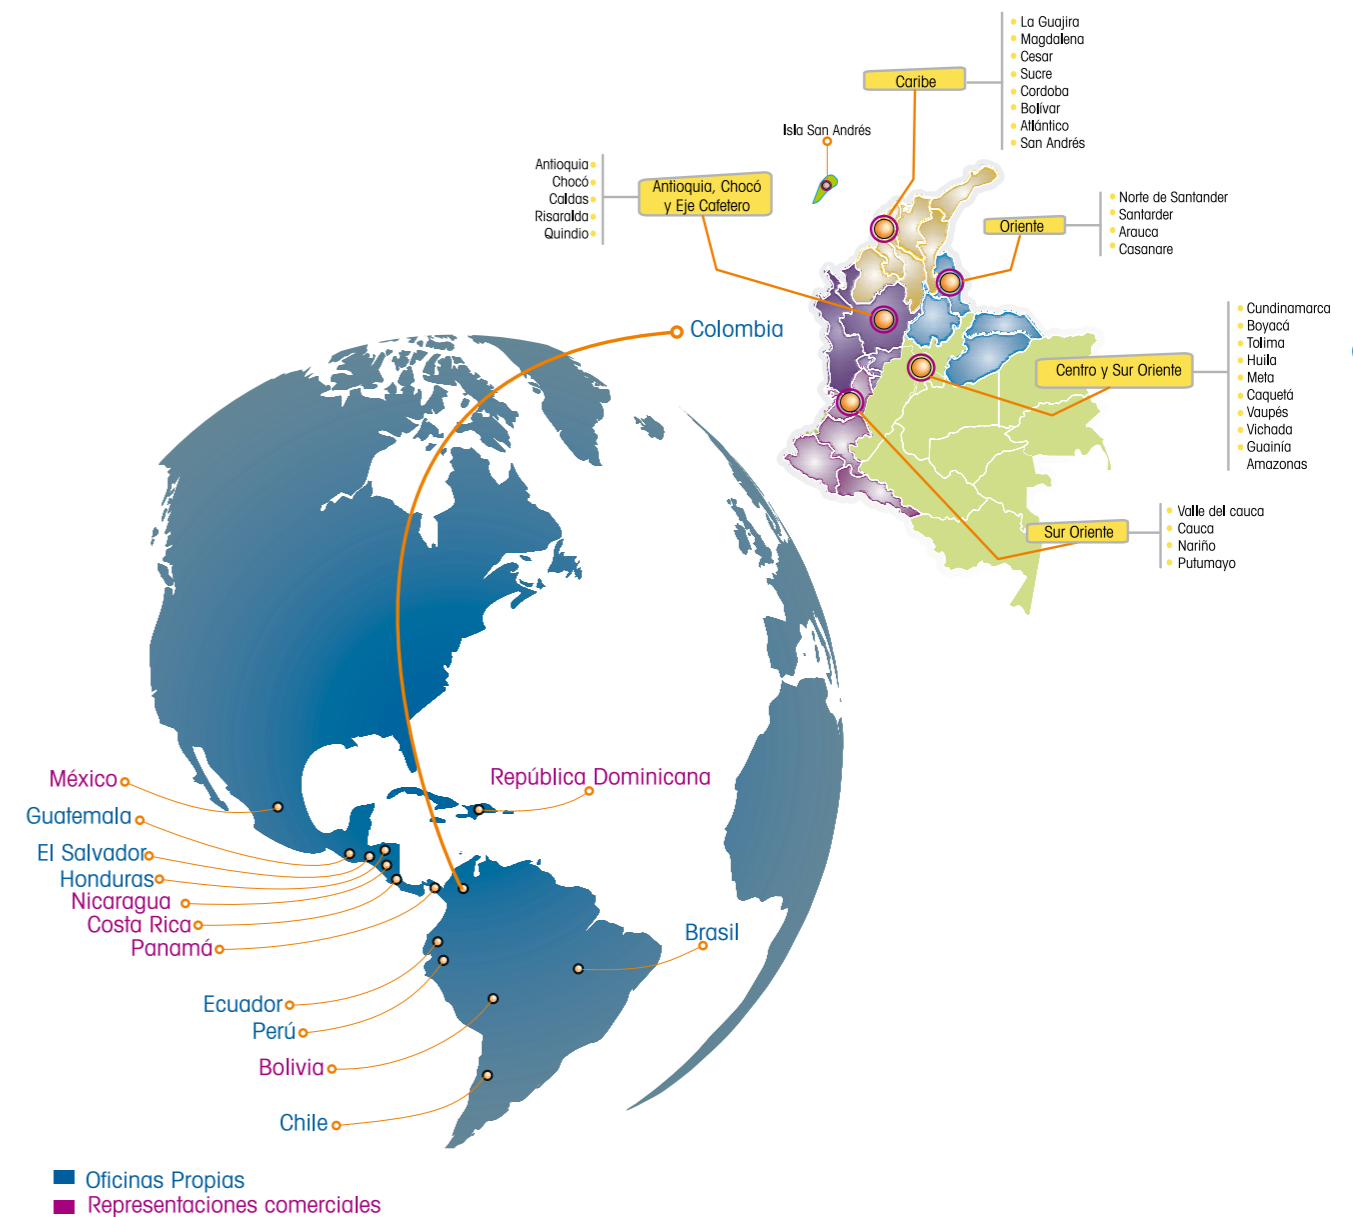 La Guajira
Magdalena
Cesar
Sucre
Cordoba
Bolívar
Atlántico
San Andrés
Caribe
Isla San Andrés
Antioquia
Chocó
Caldas
Risaralda
Quindio
Antioquia, Chocó
y Eje Cafetero
Norte de Santander
Santarder
Arauca
Casanare
Oriente
Cundinamarca
Boyacá
Tolima
Huila
Meta
Caquetá
Vaupés
Vichada
Guainía
Amazonas
Centro y Sur Oriente
Colombia
Valle del cauca
Cauca
Nariño
Putumayo
Sur Oriente
México
República Dominicana
Guatemala
El Salvador
Honduras
Nicaragua
Costa Rica
Panamá
Brasil
Ecuador
Perú
Bolivia
Chile
Oficinas Propias
Representaciones comerciales